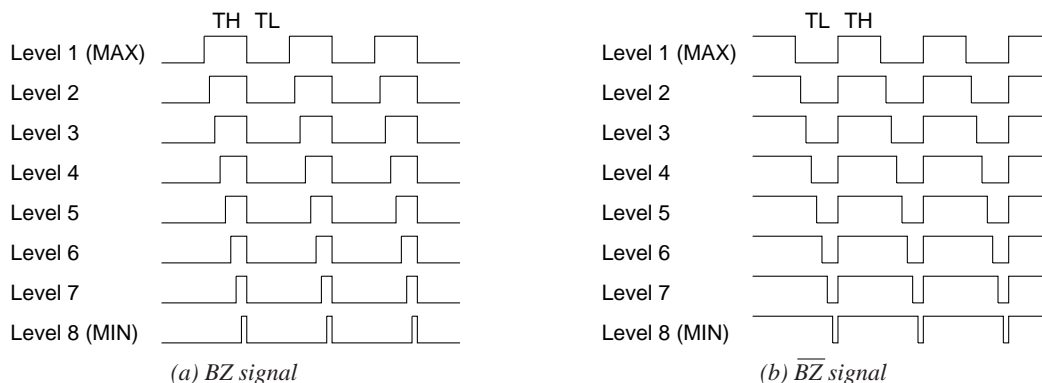 TH TL
Level 1 (MAX)
Level 2
Level 3
Level 4
Level 5
Level 6
Level 7
Level 8 (MIN)
(a) BZ signal
TL TH
Level 1 (MAX)
Level 2
Level 3
Level 4
Level 5
Level 6
Level 7
Level 8 (MIN)
(b) B̅Z̅ signal